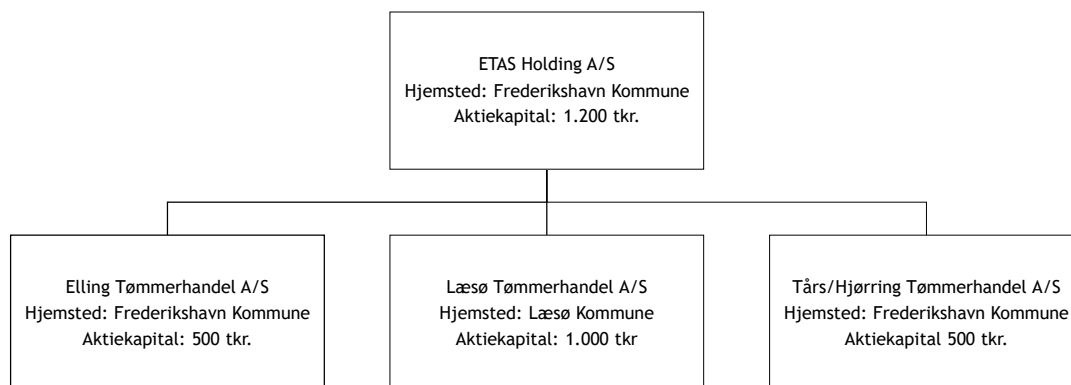 ETAS Holding A/S
Hjemsted: Frederikshavn Kommune
Aktiekapital: 1.200 tkr.
Elling Tømmerhandel A/S
Hjemsted: Frederikshavn Kommune
Aktiekapital: 500 tkr.
Læsø Tømmerhandel A/S
Hjemsted: Læsø Kommune
Aktiekapital: 1.000 tkr
Tårs/Hjørring Tømmerhandel A/S
Hjemsted: Frederikshavn Kommune
Aktiekapital 500 tkr.